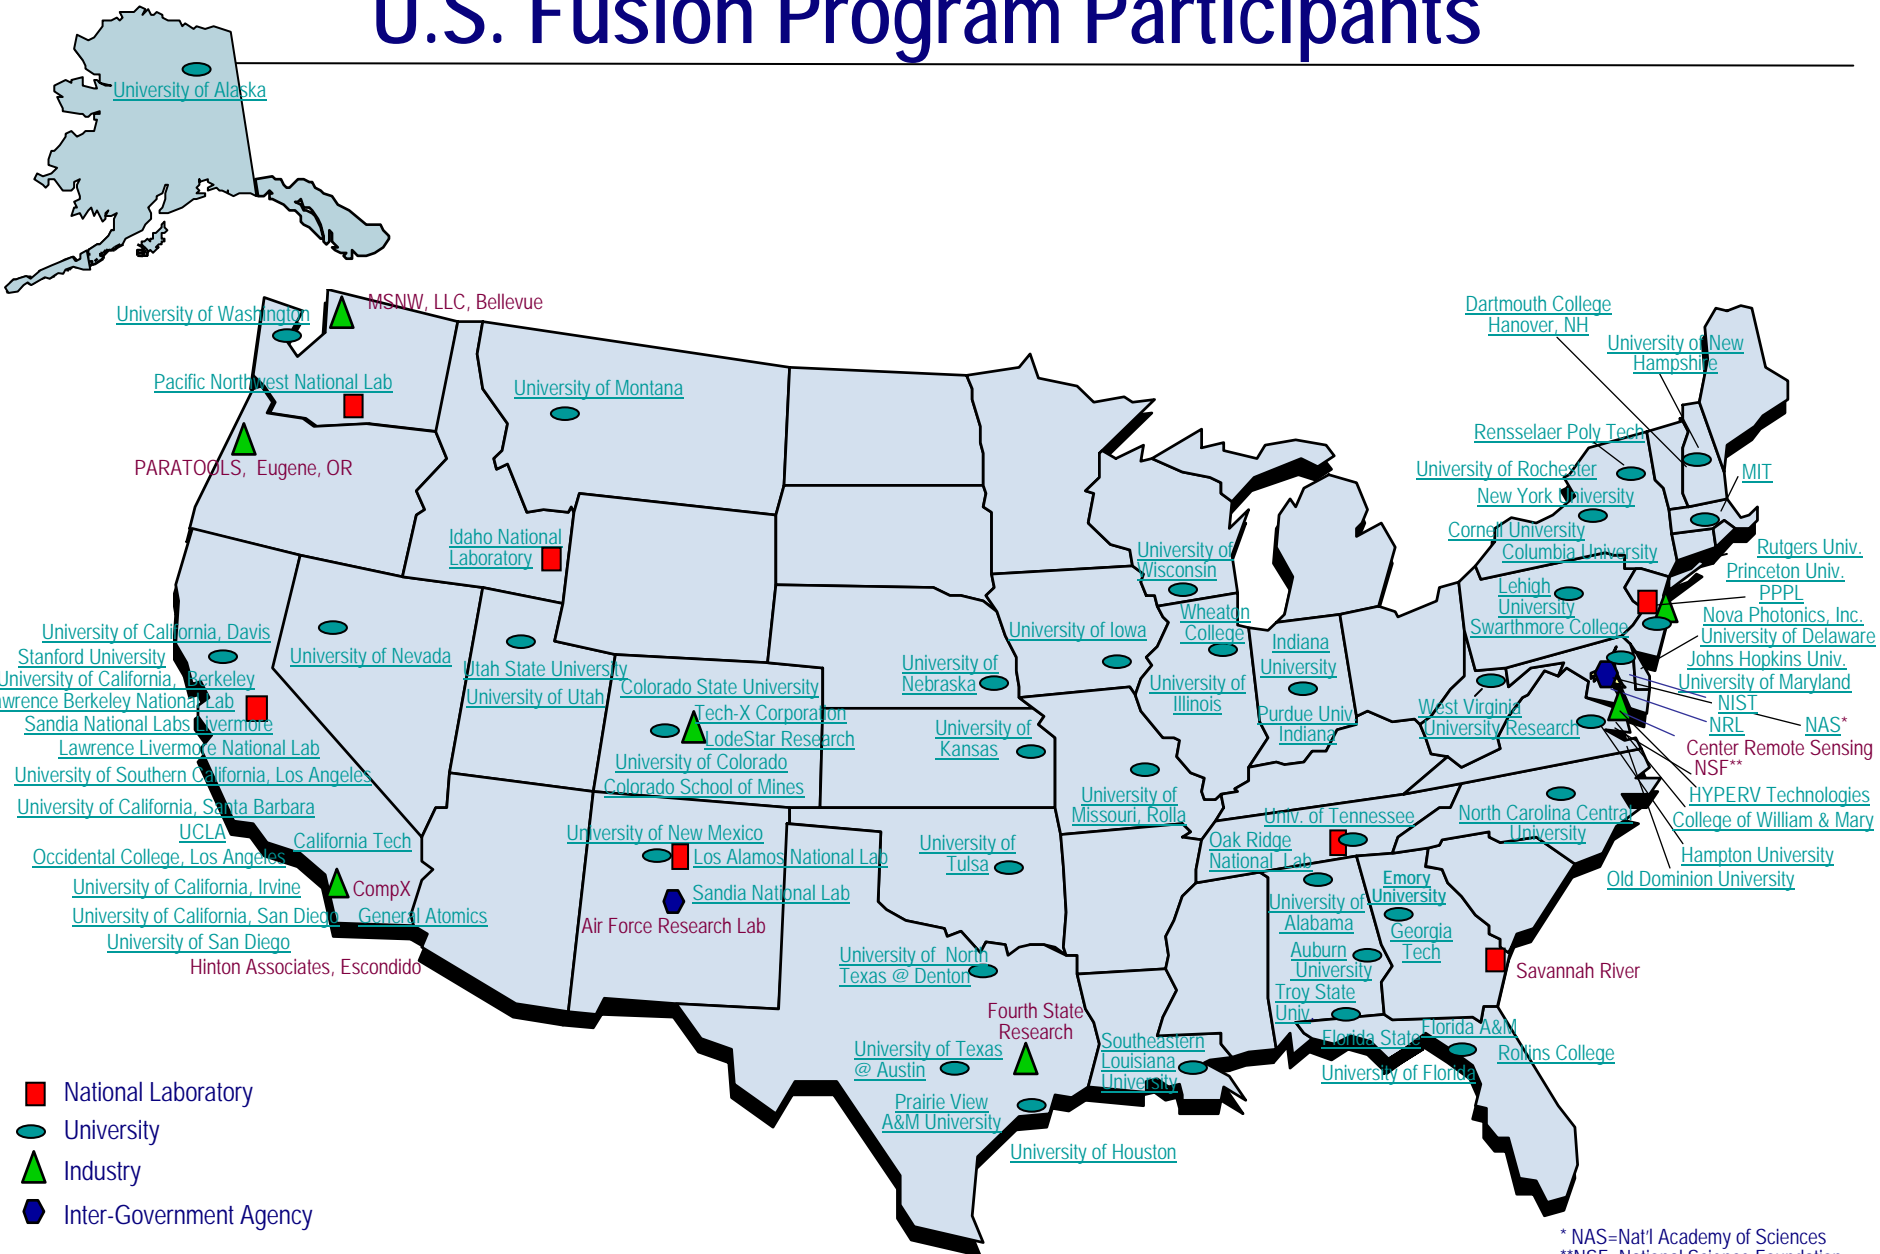 U.S. Fusion Program Participants
University of Alaska
University of Washington
MSNW, LLC, Bellevue
Pacific Northwest National Lab
PARATOOLS, Eugene, OR
University of Montana
Idaho National
Laboratory
University of California, Davis
Stanford University
University of California, Berkeley
Lawrence Berkeley National Lab
Sandia National Labs Livermore
Lawrence Livermore National Lab
University of Southern California, Los Angeles
University of California, Santa Barbara
UCLA
California Tech
Occidental College, Los Angeles
University of California, Irvine
CompX
University of California, San Diego
General Atomics
University of San Diego
Hinton Associates, Escondido
University of Nevada
Utah State University
University of Utah
Colorado State University
Tech-X Corporation
LodeStar Research
University of Colorado
Colorado School of Mines
University of New Mexico
Los Alamos National Lab
Sandia National Lab
Air Force Research Lab
University of
Nebraska
University of
Kansas
University of
Tulsa
University of North
Texas @ Denton
Fourth State
Research
University of Texas
@ Austin
Prairie View
A&M University
University of Houston
University of Iowa
University of
Missouri, Rolla
University of
Wisconsin
Wheaton
College
University of
Illinois
Indiana
University
Purdue Univ.
Indiana
Univ. of Tennessee
Oak Ridge
National Lab
University of
Alabama
Auburn
University
Troy State
Univ.
Emory
University
Georgia
Tech
Southeastern
Louisiana
University
Florida State
Florida A&M
Rollins College
University of Florida
Savannah River
North Carolina Central
University
West Virginia
University Research
Dartmouth College
Hanover, NH
University of New
Hampshire
Rensselaer Poly Tech
University of Rochester
New York University
Cornell University
Columbia University
MIT
Lehigh
University
Swarthmore College
Rutgers Univ.
Princeton Univ.
PPPL
Nova Photonics, Inc.
University of Delaware
Johns Hopkins Univ.
University of Maryland
NIST
NRL
NAS*
Center Remote Sensing
NSF**
HYPERV Technologies
College of William & Mary
Hampton University
Old Dominion University
National Laboratory
University
Industry
Inter-Government Agency
* NAS=Nat'l Academy of Sciences
**NSF=National Science Foundation